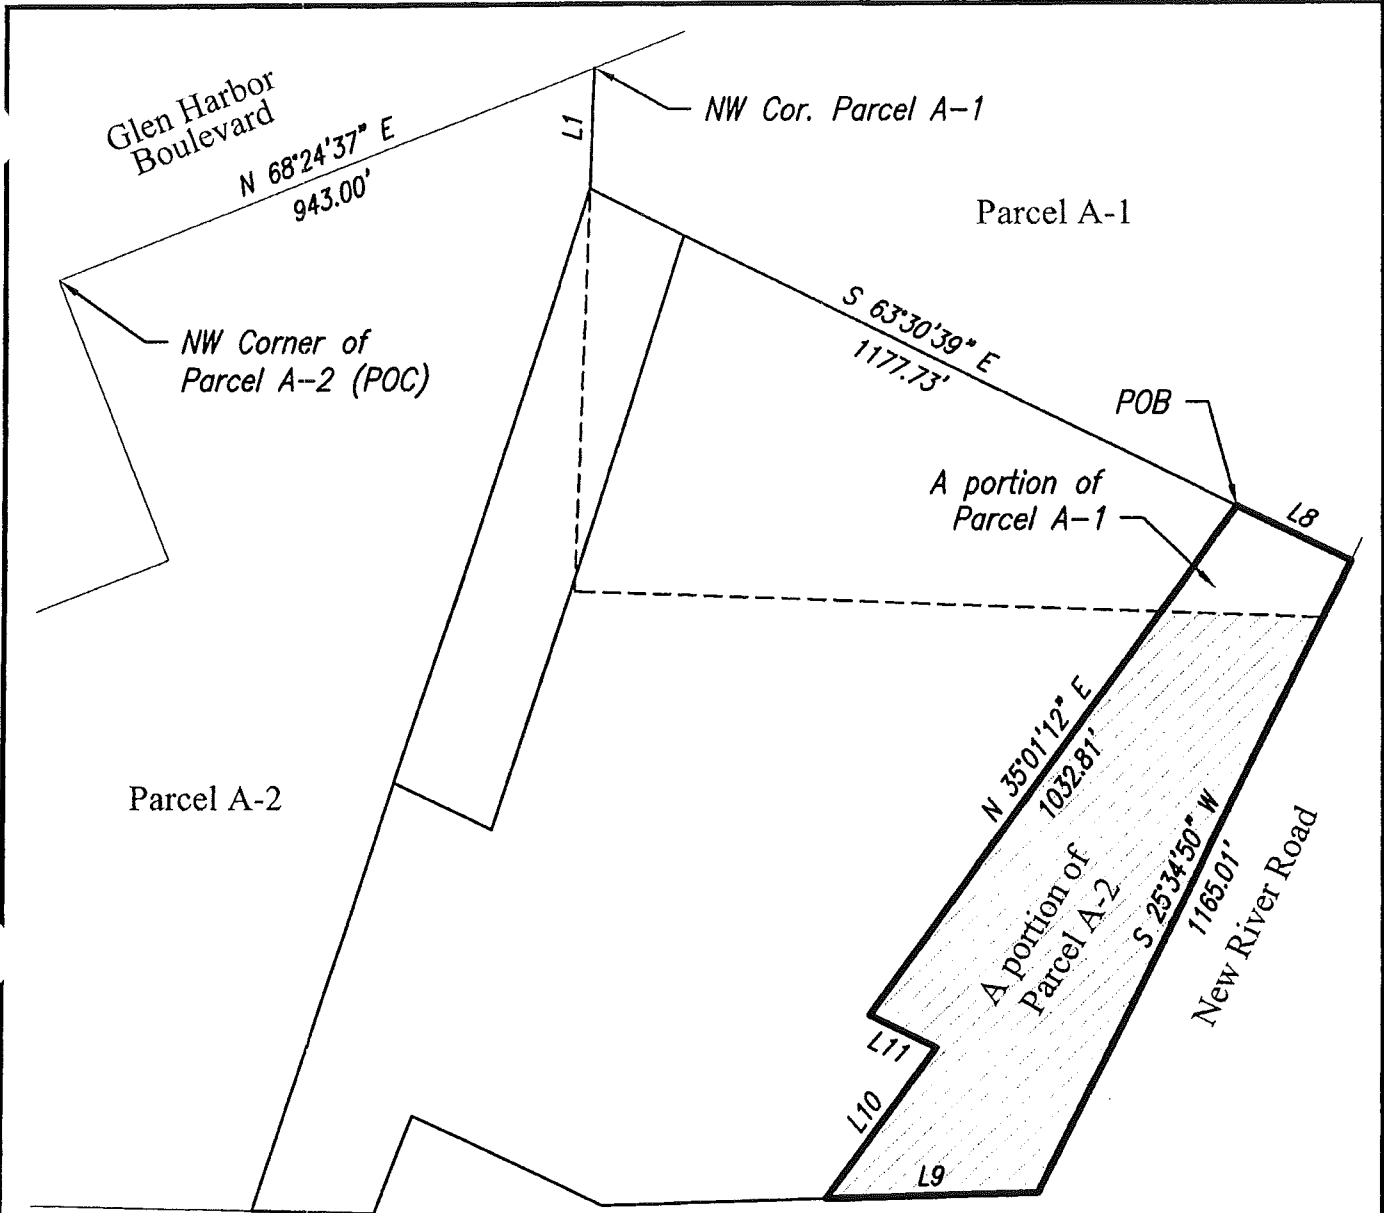 Glen Harbor
Boulevard
N 68°24'37" E
943.00'
L1
NW Cor. Parcel A-1
Parcel A-1
NW Corner of
Parcel A-2 (POC)
S 63°30'39" E
1177.73'
POB
A portion of
Parcel A-1
L8
Parcel A-2
N 35°01'12" E
1032.81'
A portion of
Parcel A-2
S 25°34'50" W
1165.01'
New River Road
L11
L10
L9